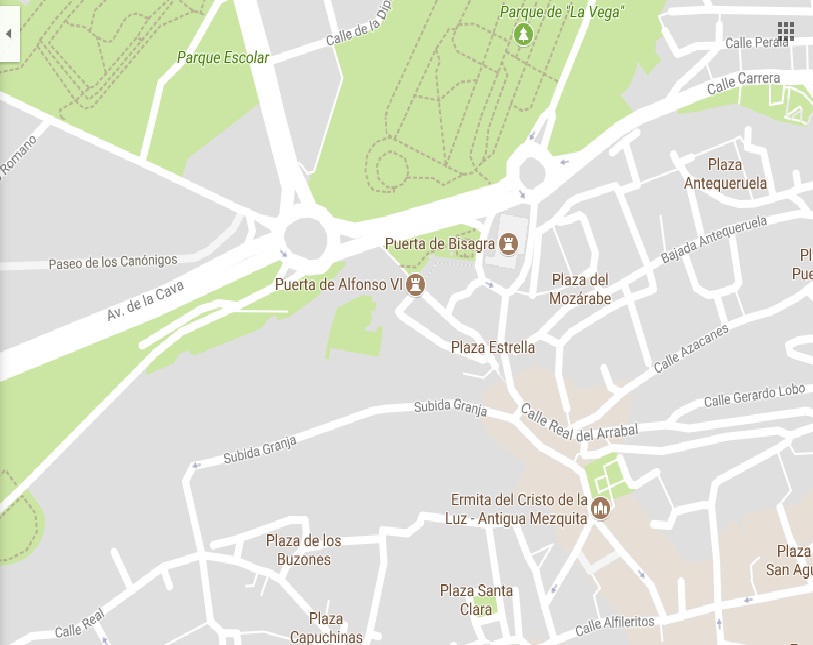 Parque de "La Vega"
Calle de la Dip
Calle Perala
Parque Escolar
Calle Carrera
Romano
Plaza
Antequeruela
Bajada Antequeruela
Puerta de Bisagra
Paseo de los Canónigos
Av. de la Cava
Puerta de Alfonso VI
Plaza del
Mozárabe
Pl
Pue
Plaza Estrella
Calle Azacanes
Calle Gerardo Lobo
Subida Granja
Calle Real del Arrabal
Subida Granja
Ermita del Cristo de la
Luz - Antigua Mezquita
Plaza de los
Buzones
Plaza
San Agu
Plaza Santa
Clara
Calle Real
Plaza
Capuchinas
Calle Alfileritos